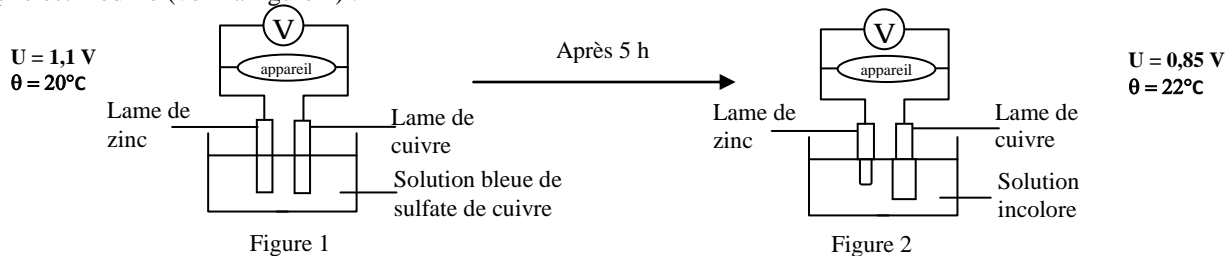 V
V
U = 1,1 V
θ = 20°C
appareil
Après 5 h
appareil
U = 0,85 V
θ = 22°C
Lame de
zinc
Lame de
cuivre
Lame de
zinc
Lame de
cuivre
Solution bleue de
sulfate de cuivre
Solution
incolore
Figure 1
Figure 2